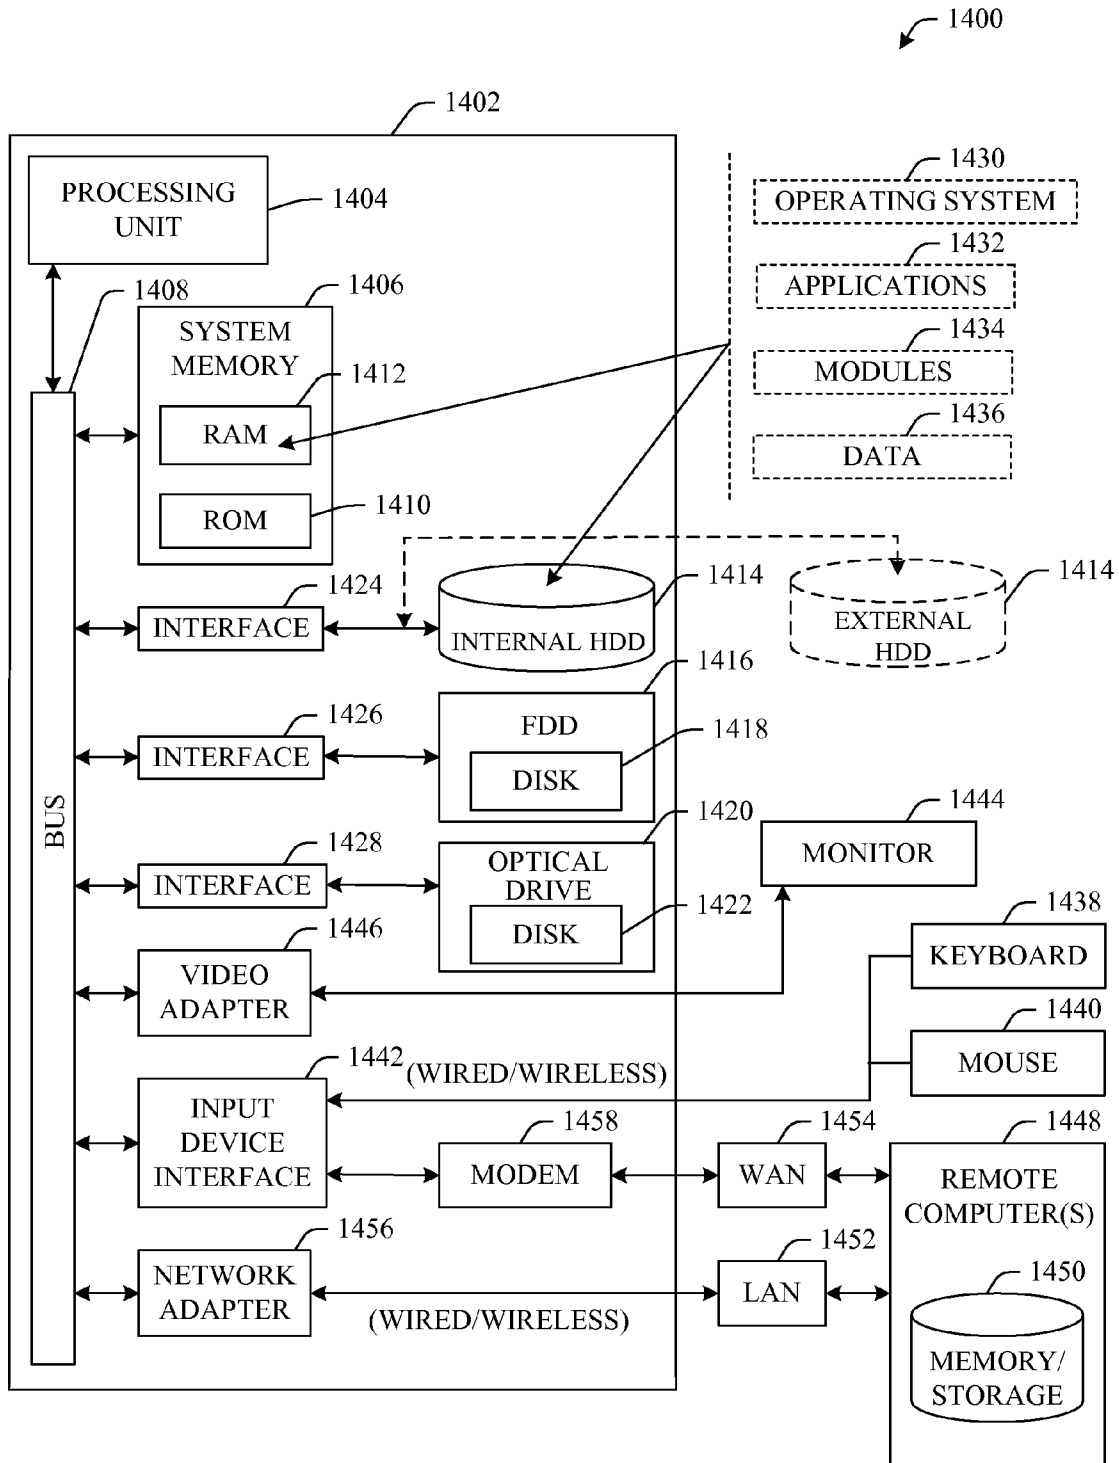 1400
1402
PROCESSING
UNIT
1404
1430
OPERATING SYSTEM
1432
APPLICATIONS
1434
MODULES
1436
DATA
1408
1406
SYSTEM
MEMORY
1412
RAM
1410
ROM
BUS
1424
INTERFACE
1414
INTERNAL HDD
1414
EXTERNAL
HDD
1426
INTERFACE
1416
FDD
1418
DISK
1428
INTERFACE
1420
OPTICAL
DRIVE
1422
DISK
1444
MONITOR
1446
VIDEO
ADAPTER
1438
KEYBOARD
1440
MOUSE
1442
(WIRED/WIRELESS)
INPUT
DEVICE
INTERFACE
1458
MODEM
1454
WAN
1448
REMOTE
COMPUTER(S)
1456
NETWORK
ADAPTER
(WIRED/WIRELESS)
1452
LAN
1450
MEMORY/
STORAGE